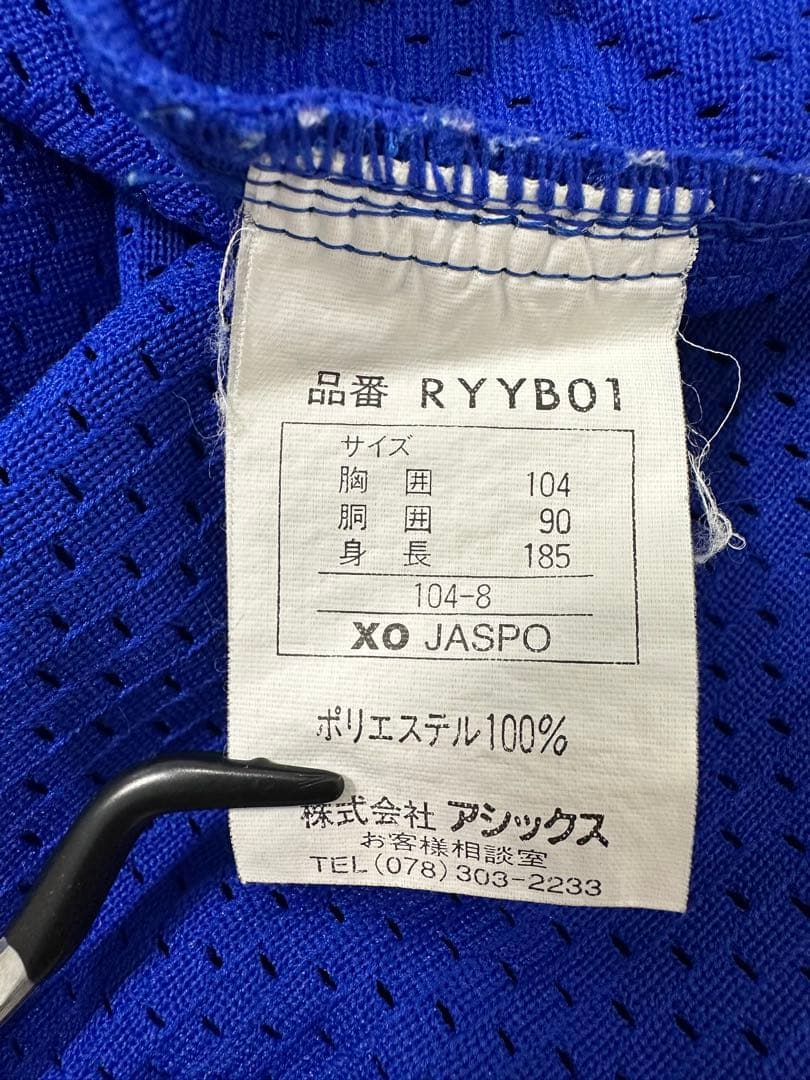 品番 RYYB01
サイズ
胸囲 104
胴囲 90
身長 185
104-8
XO JASPO
ポリエステル100%
株式会社 アシックス
お客様相談室
TEL(078)303-2233